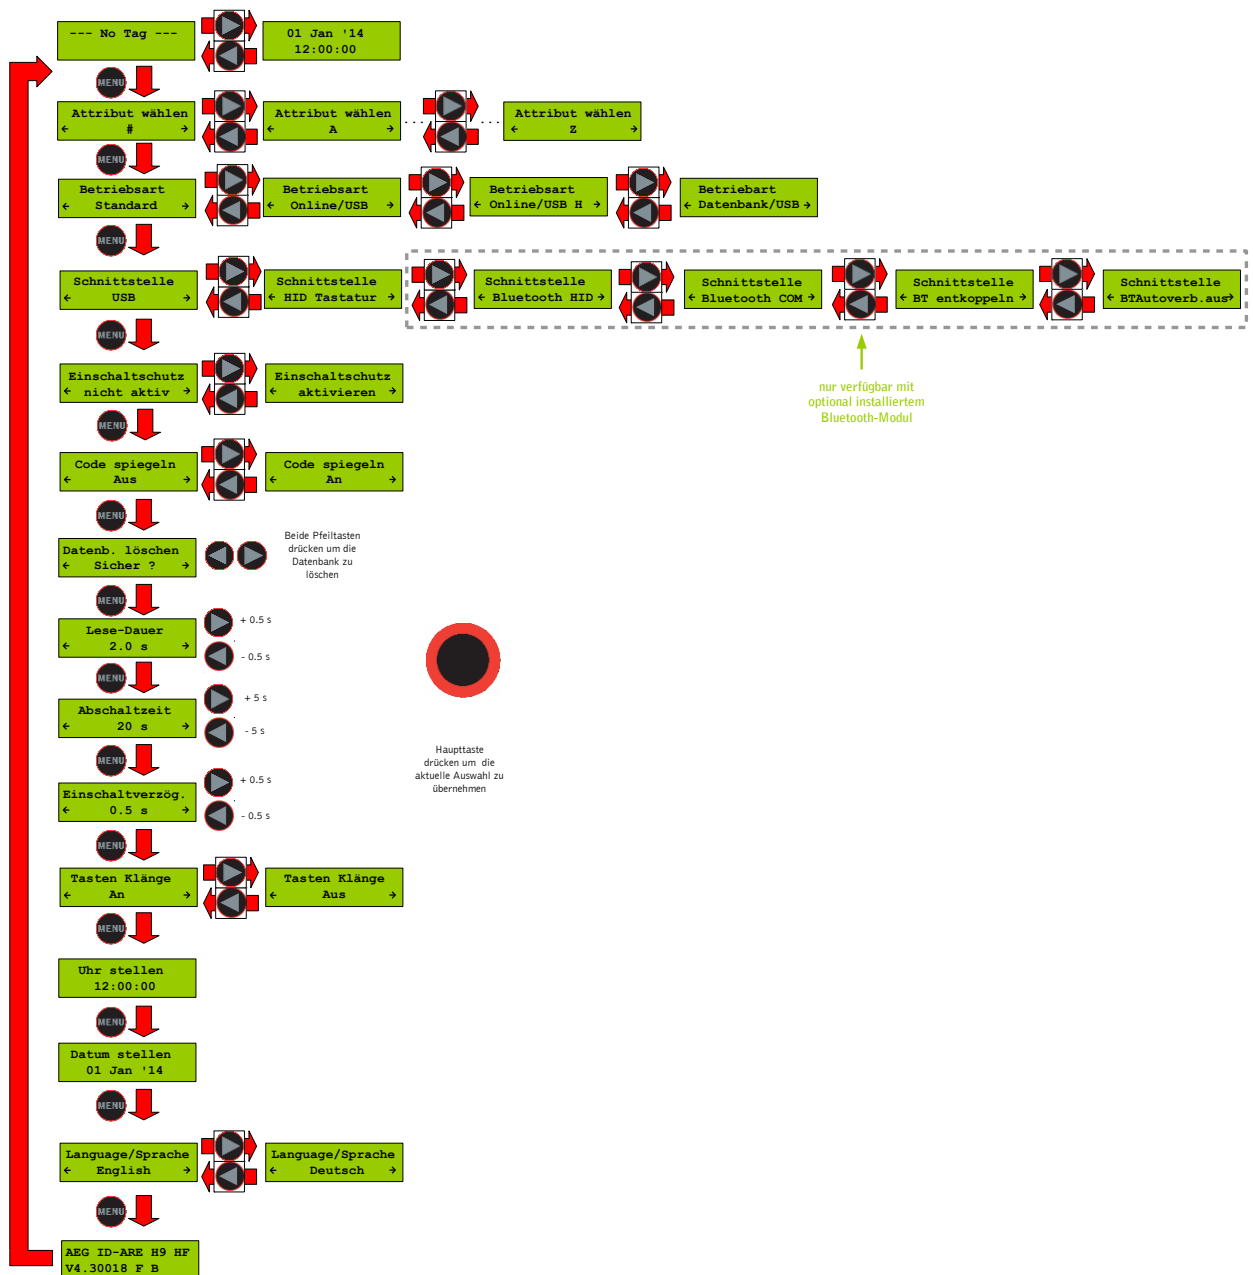 --- No Tag ---
01 Jan '14
12:00:00
MENU
Attribut wählen
← # →
Attribut wählen
← A →
. . . . . .
Attribut wählen
← Z →
MENU
Betriebsart
← Standard →
Betriebsart
← Online/USB →
Betriebsart
← Online/USB H →
Betriebart
← Datenbank/USB →
MENU
Schnittstelle
← USB →
Schnittstelle
← HID Tastatur →
Schnittstelle
← Bluetooth HID →
Schnittstelle
← Bluetooth COM →
Schnittstelle
← BT entkoppeln →
Schnittstelle
← BTAutoverb.aus→
MENU
nur verfügbar mit
optional installiertem
Bluetooth-Modul
Einschaltschutz
← nicht aktiv →
Einschaltschutz
← aktivieren →
MENU
Code spiegeln
← Aus →
Code spiegeln
← An →
MENU
Datenb. löschen
← Sicher ? →
Beide Pfeiltasten
drücken um die
Datenbank zu
löschen
MENU
Lese-Dauer
← 2.0 s →
+ 0.5 s
- 0.5 s
MENU
Abschaltzeit
← 20 s →
+ 5 s
- 5 s
Haupttaste
drücken um die
aktuelle Auswahl zu
übernehmen
MENU
Einschaltverzög.
← 0.5 s →
+ 0.5 s
- 0.5 s
MENU
Tasten Klänge
← An →
Tasten Klänge
← Aus →
MENU
Uhr stellen
12:00:00
MENU
Datum stellen
01 Jan '14
MENU
Language/Sprache
← English →
Language/Sprache
← Deutsch →
MENU
AEG ID-ARE H9 HF
V4.30018 F B